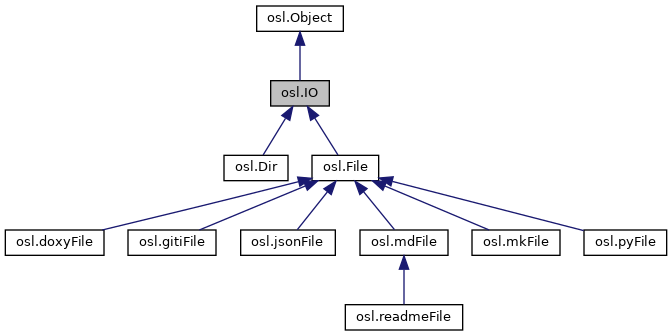 osl.Object
osl.IO
osl.Dir
osl.File
osl.doxyFile
osl.gitiFile
osl.jsonFile
osl.mdFile
osl.mkFile
osl.pyFile
osl.readmeFile